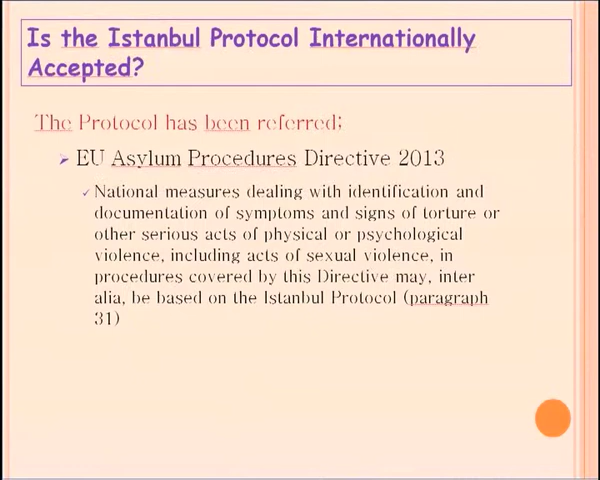 Is the Istanbul Protocol Internationally
Accepted?
The Protocol has been referred;
EU Asylum Procedures Directive 2013
National measures dealing with identification and
documentation of symptoms and signs of torture or
other serious acts of physical or psychological
violence, including acts of sexual violence, in
procedures covered by this Directive may, inter
alia, be based on the Istanbul Protocol (paragraph
31)